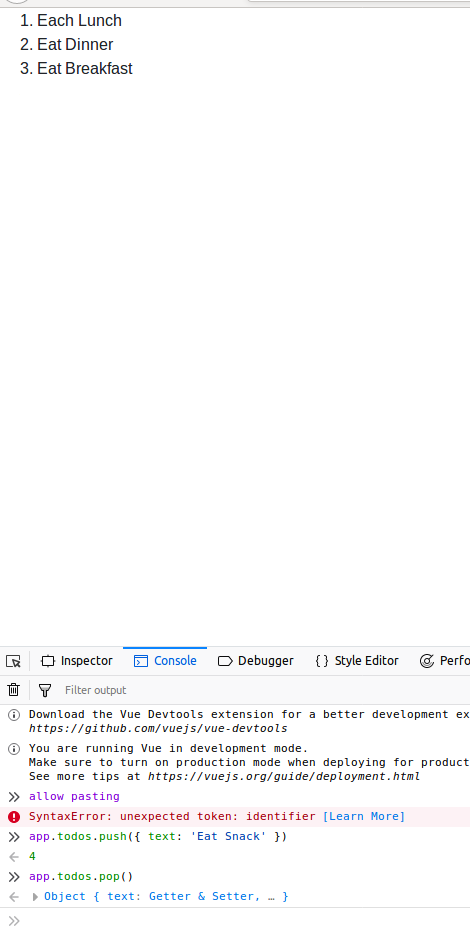 1. Each Lunch
2. Eat Dinner
3. Eat Breakfast
Inspector Console Debugger {} Style Editor Perfo
Filter output
Download the Vue Devtools extension for a better development ex
https://github.com/vuejs/vue-devtools
You are running Vue in development mode.
Make sure to turn on production mode when deploying for product
See more tips at https://vuejs.org/guide/deployment.html
allow pasting
SyntaxError: unexpected token: identifier [Learn More]
app.todos.push({ text: 'Eat Snack' })
4
app.todos.pop()
Object { text: Getter & Setter, … }